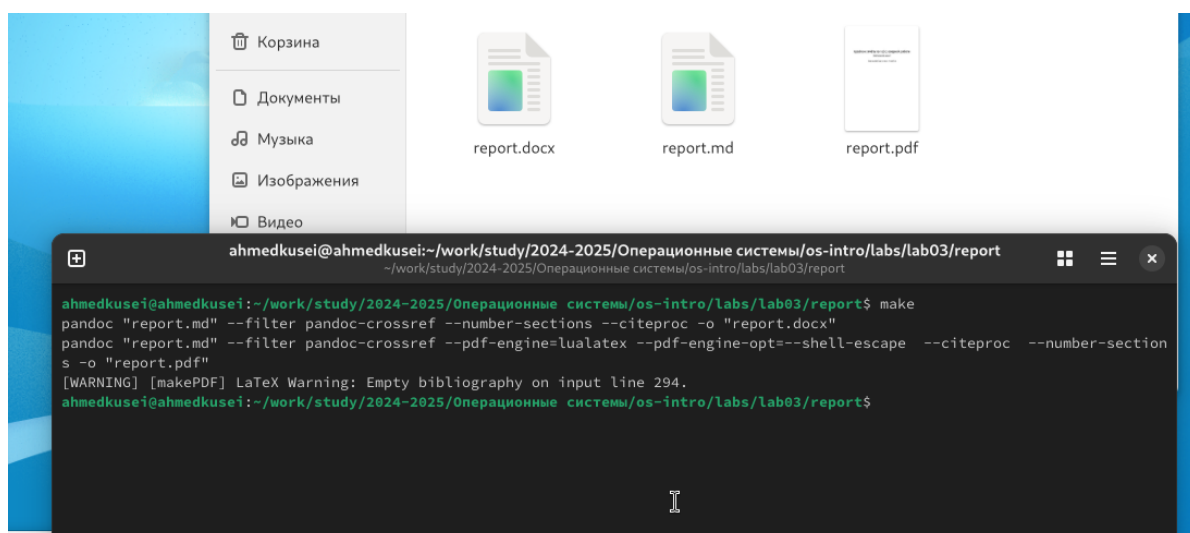 Корзина
Документы
Музыка
Изображения
Видео
report.docx
report.md
report.pdf
ahmedkusei@ahmedkusei:~/work/study/2024-2025/Операционные системы/os-intro/labs/lab03/report
~/work/study/2024-2025/Операционные системы/os-intro/labs/lab03/report
ahmedkusei@ahmedkusei:~/work/study/2024-2025/Операционные системы/os-intro/labs/lab03/report$ make
pandoc "report.md" --filter pandoc-crossref --number-sections --citeproc -o "report.docx"
pandoc "report.md" --filter pandoc-crossref --pdf-engine=lualatex --pdf-engine-opt=--shell-escape  --citeproc  --number-section
s -o "report.pdf"
[WARNING] [makePDF] LaTeX Warning: Empty bibliography on input line 294.
ahmedkusei@ahmedkusei:~/work/study/2024-2025/Операционные системы/os-intro/labs/lab03/report$